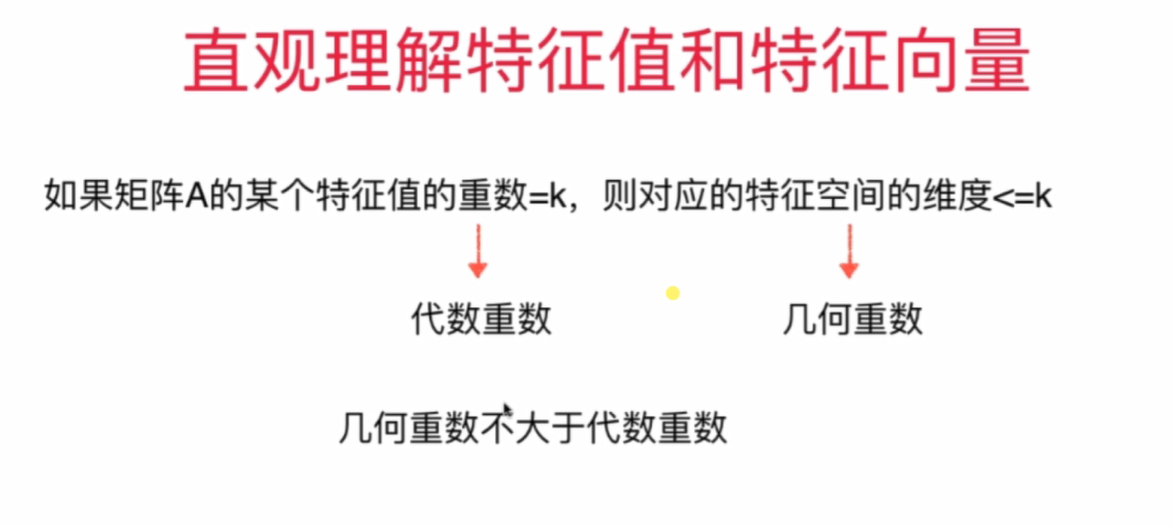 直观理解特征值和特征向量
如果矩阵A的某个特征值的重数=k，则对应的特征空间的维度<=k
代数重数
几何重数
几何重数不大于代数重数